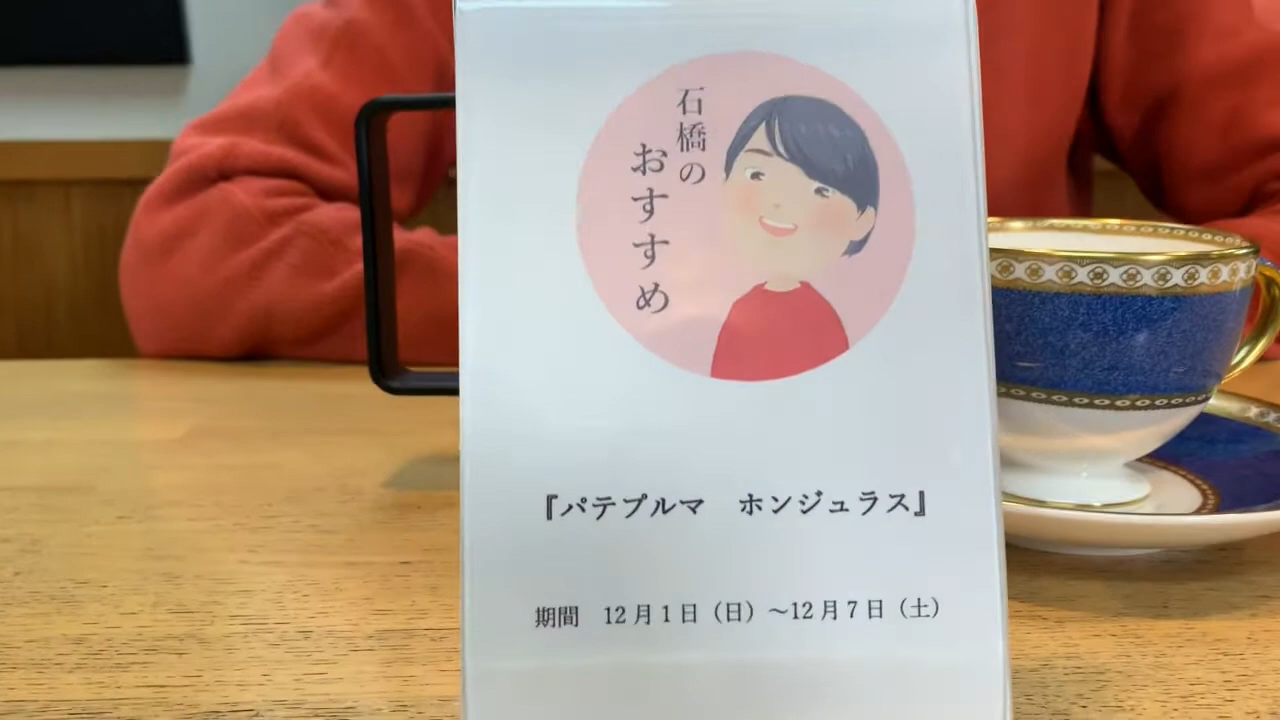 石橋の
おすすめ
『パテプルマ　ホンジュラス』
期間　12月1日（日）～12月7日（土）